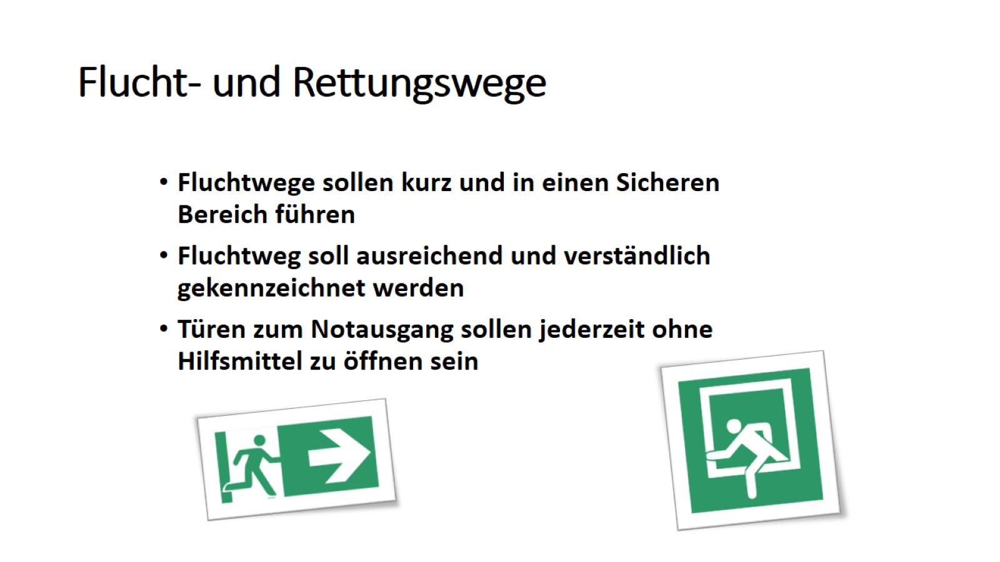 Flucht- und Rettungswege
• Fluchtwege sollen kurz und in einen Sicheren
Bereich führen
• Fluchtweg soll ausreichend und verständlich
gekennzeichnet werden
• Türen zum Notausgang sollen jederzeit ohne
Hilfsmittel zu öffnen sein